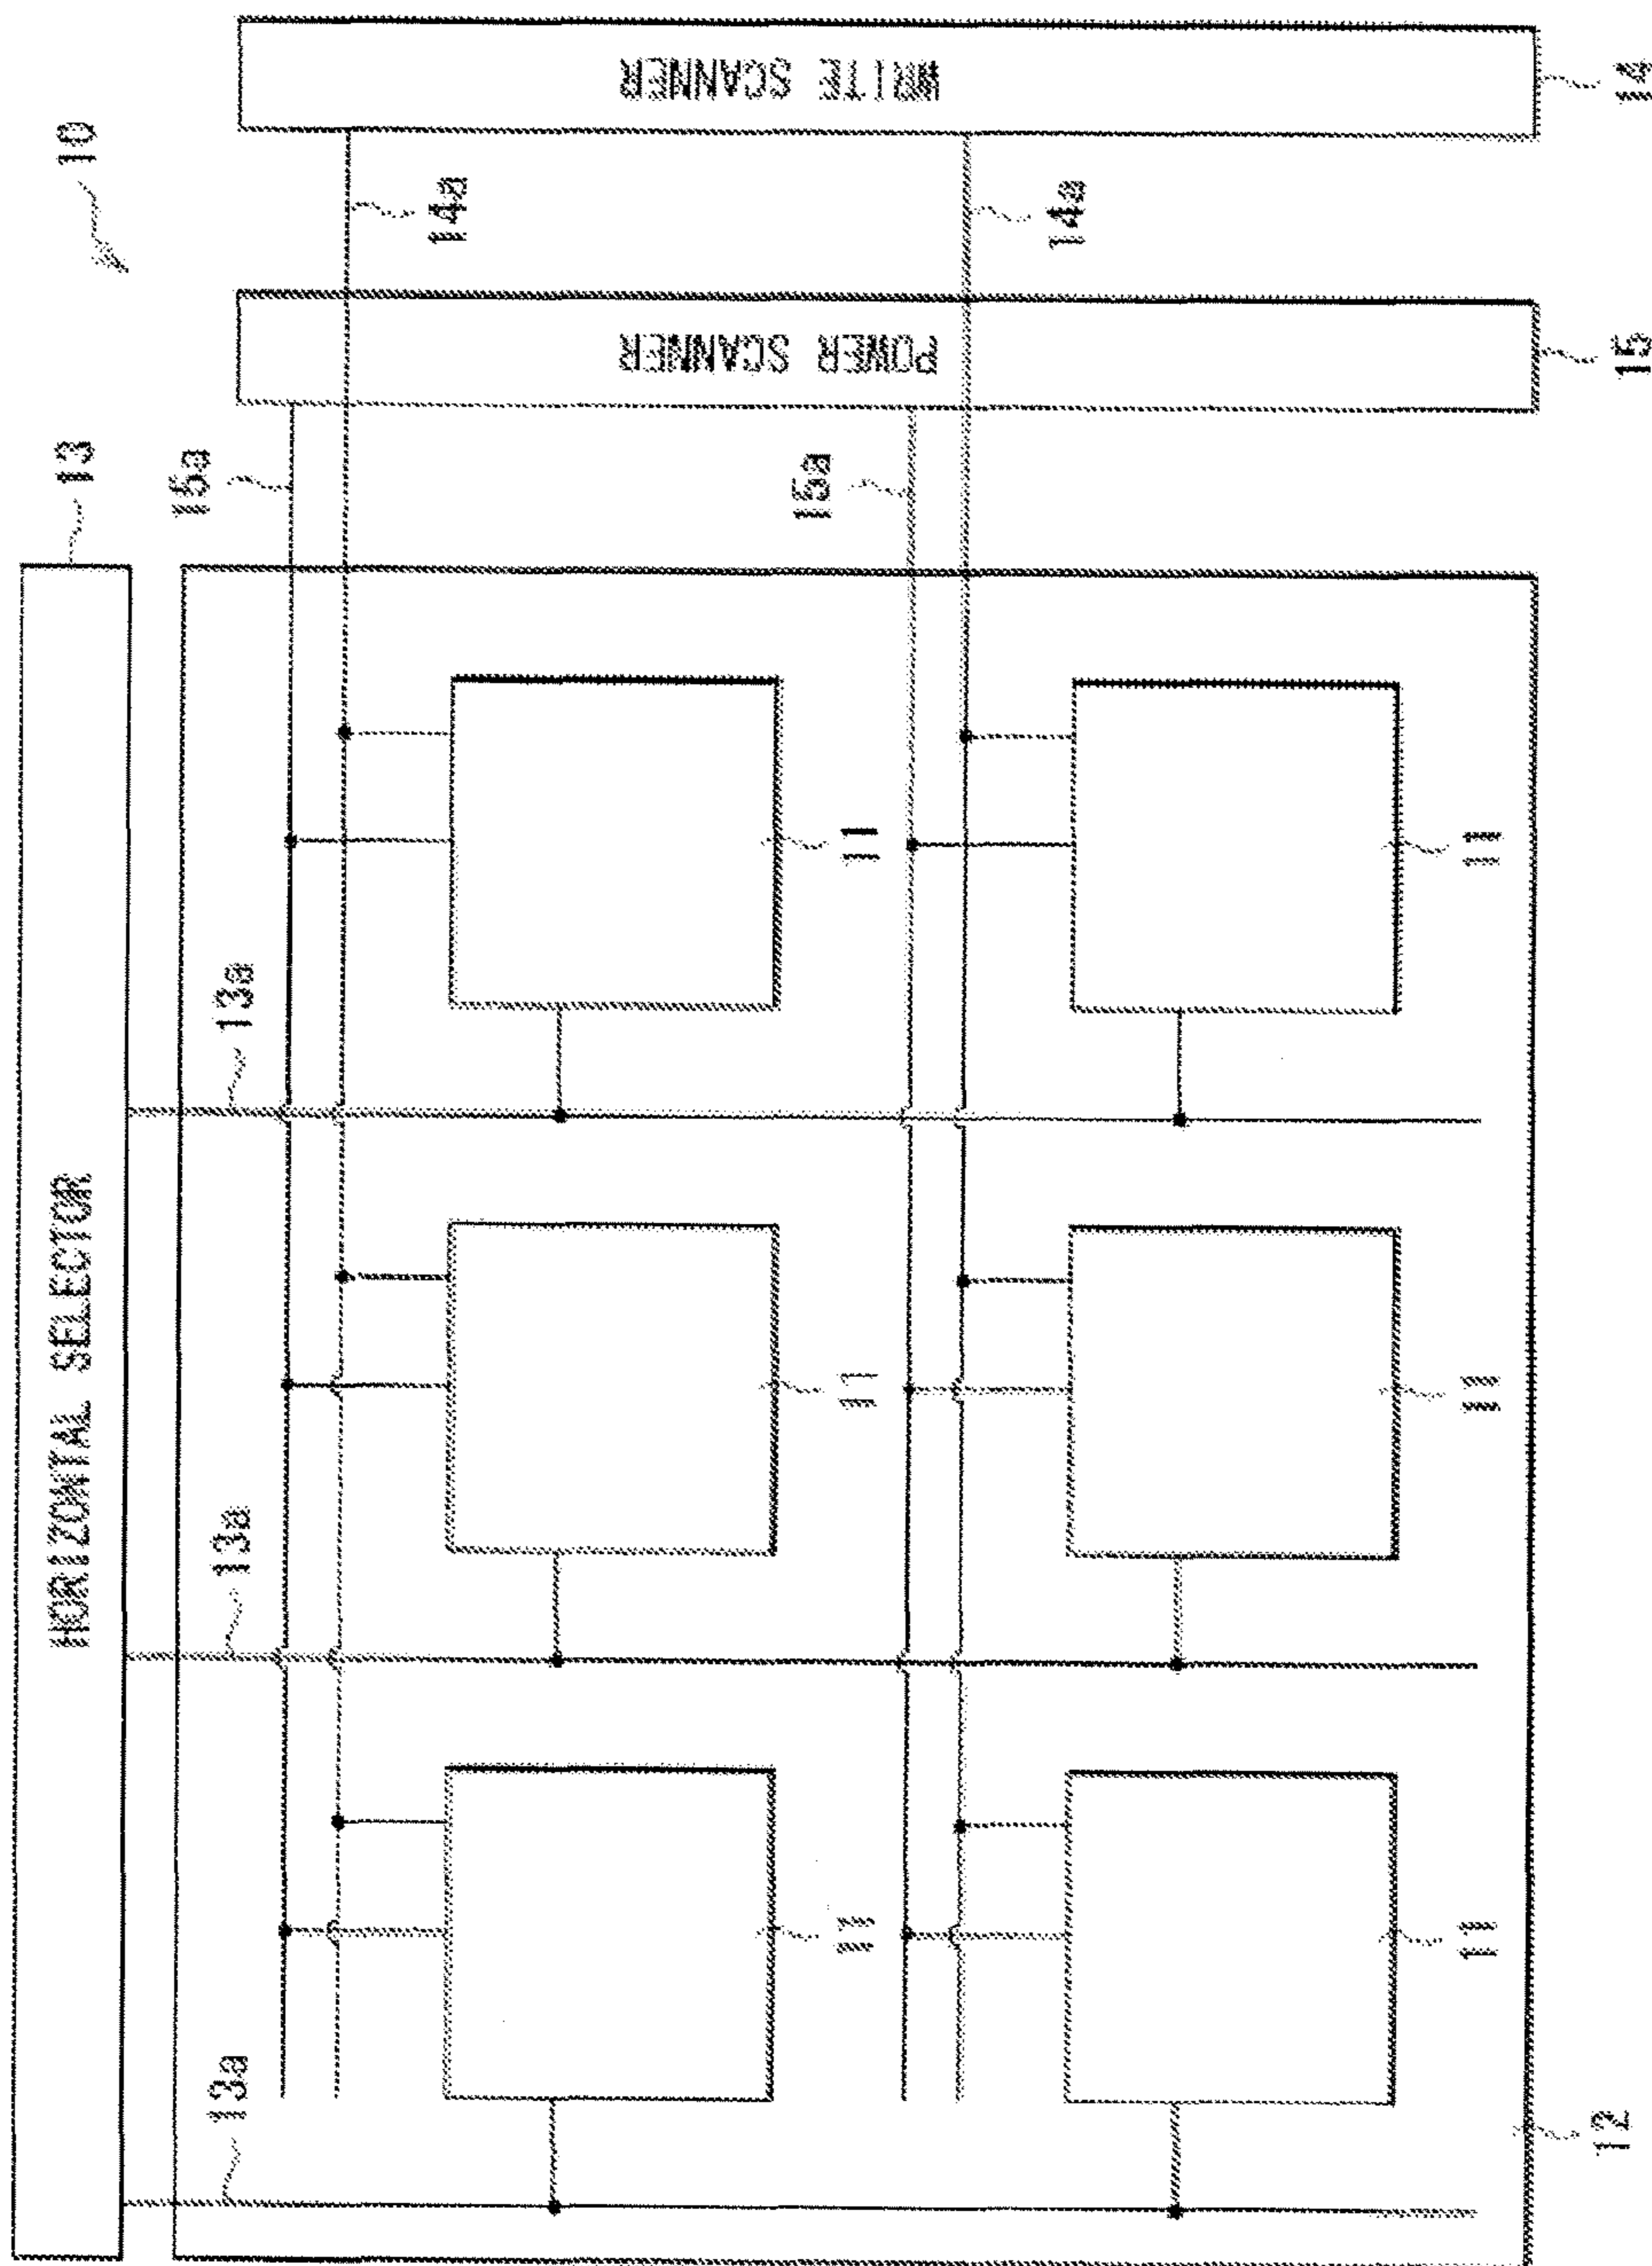 10
13
HORIZONTAL SELECTOR
13a
13a
13a
15a
14a
POWER SCANNER
WRITE SCANNER
15a
11
11
11
14a
11
11
11
12
15
14